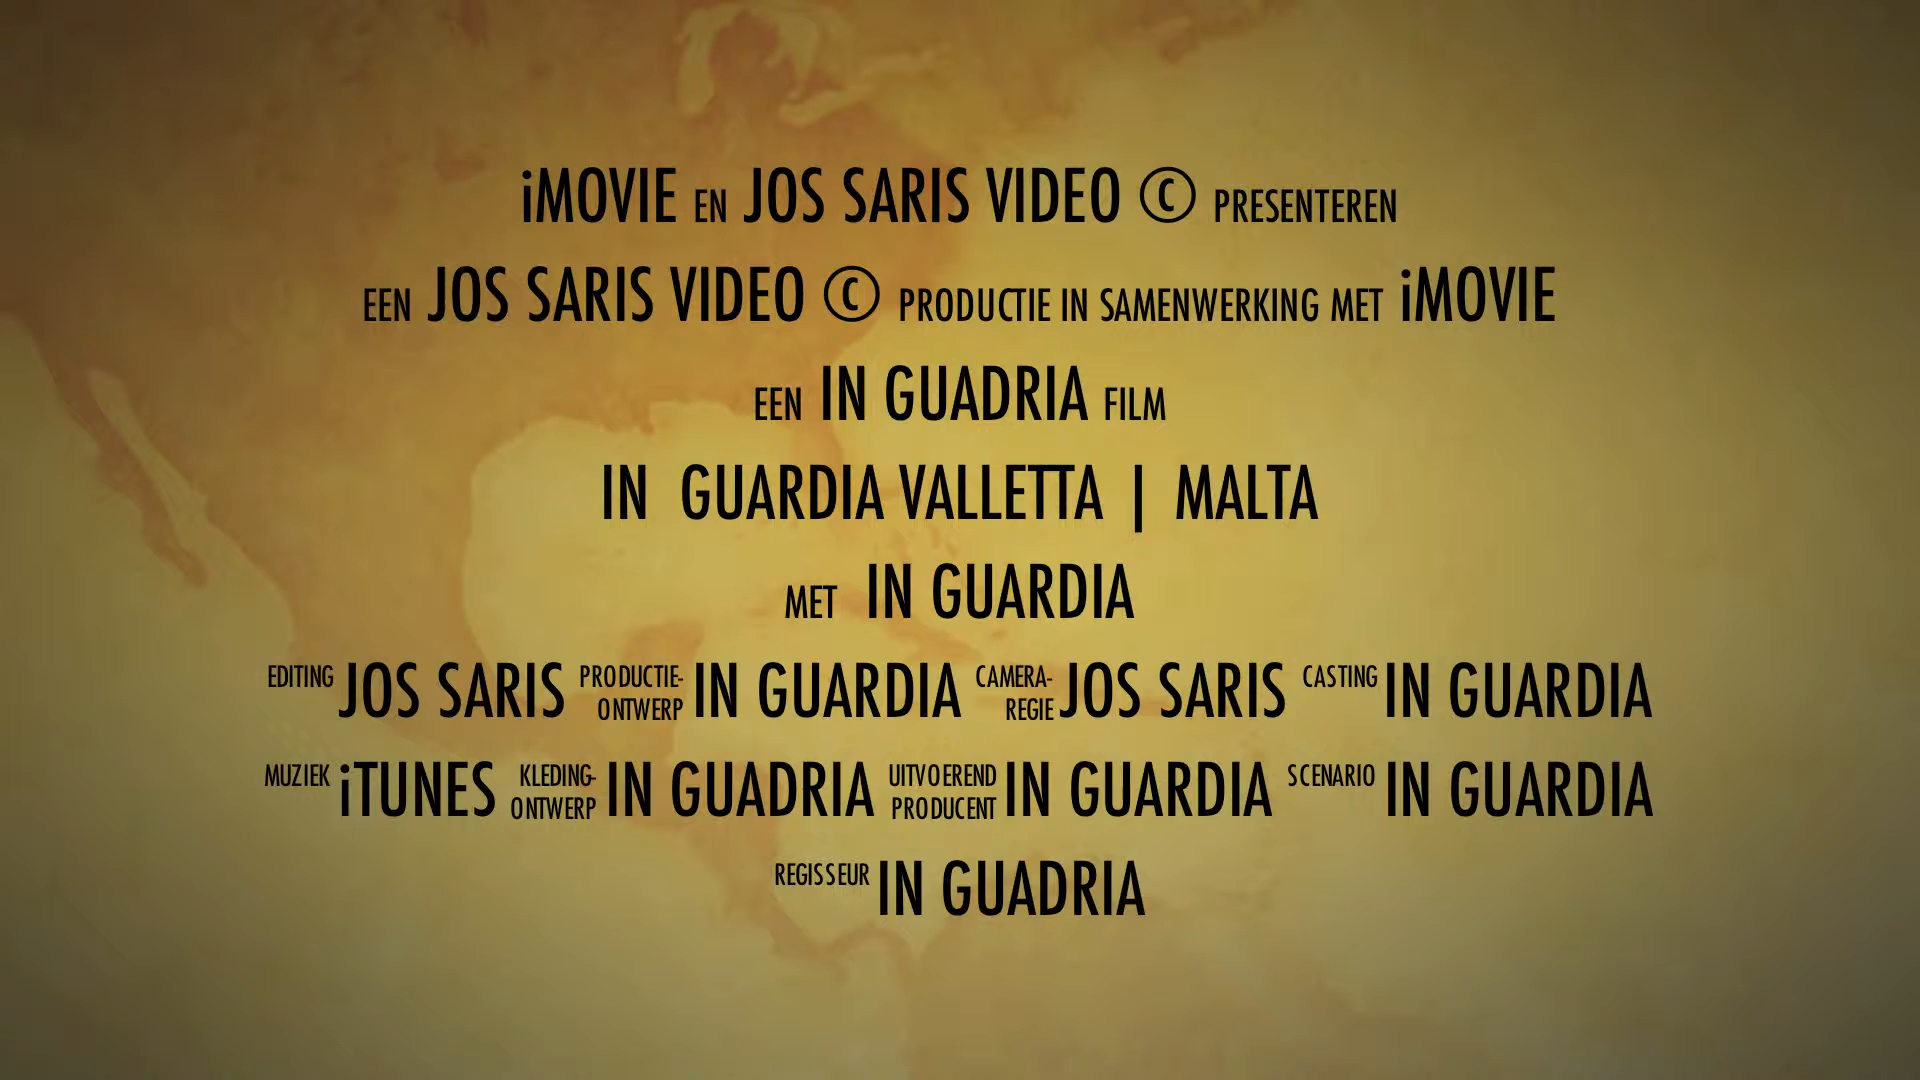 iMOVIE EN JOS SARIS VIDEO © PRESENTEREN
EEN JOS SARIS VIDEO © PRODUCTIE IN SAMENWERKING MET iMOVIE
EEN IN GUADRIA FILM
IN GUARDIA VALLETTA | MALTA
MET IN GUARDIA
EDITING JOS SARIS PRODUCTIE-ONTWERP IN GUARDIA CAMERA-REGIE JOS SARIS CASTING IN GUARDIA
MUZIEK iTUNES KLEDING-ONTWERP IN GUADRIA UITVOEREND PRODUCENT IN GUARDIA SCENARIO IN GUARDIA
REGISSEUR IN GUADRIA